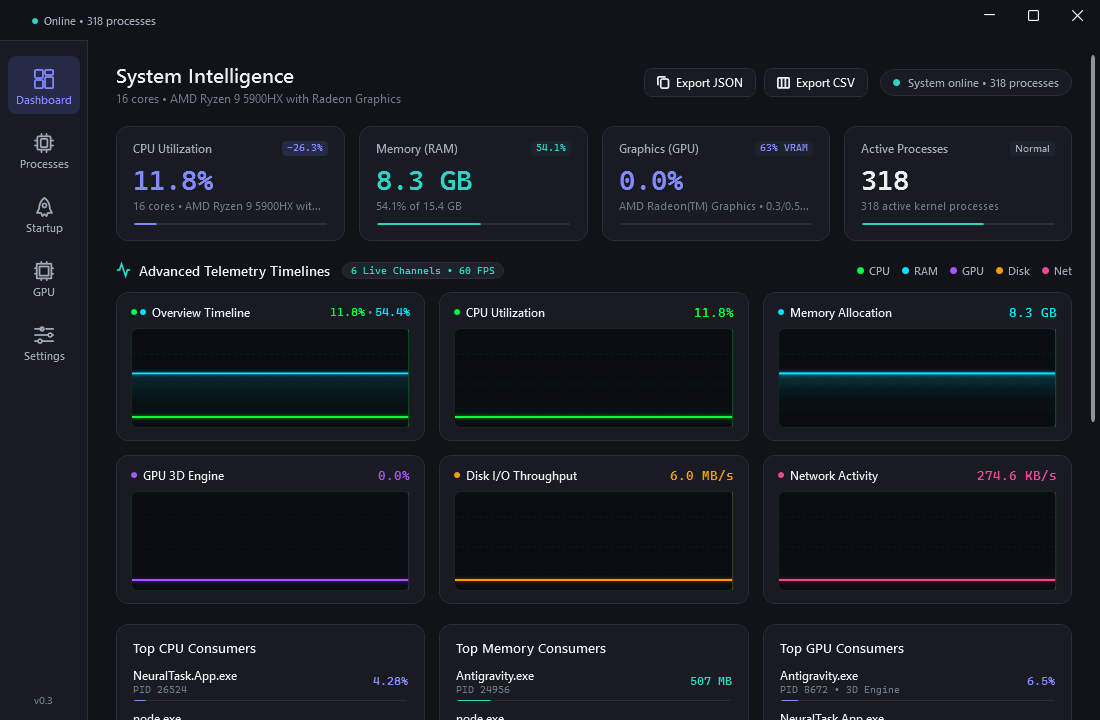 Online • 318 processes
Dashboard
Processes
Startup
GPU
Settings
v0.3
System Intelligence
16 cores • AMD Ryzen 9 5900HX with Radeon Graphics
Export JSON
Export CSV
System online • 318 processes
CPU Utilization
−26.3%
11.8%
16 cores • AMD Ryzen 9 5900HX wit...
Memory (RAM)
54.1%
8.3 GB
54.1% of 15.4 GB
Graphics (GPU)
63% VRAM
0.0%
AMD Radeon(TM) Graphics • 0.3/0.5...
Active Processes
Normal
318
318 active kernel processes
Advanced Telemetry Timelines
6 Live Channels • 60 FPS
CPU
RAM
GPU
Disk
Net
Overview Timeline
11.8% • 54.4%
CPU Utilization
11.8%
Memory Allocation
8.3 GB
GPU 3D Engine
0.0%
Disk I/O Throughput
6.0 MB/s
Network Activity
274.6 KB/s
Top CPU Consumers
NeuralTask.App.exe
PID 26524
4.28%
node.exe
Top Memory Consumers
Antigravity.exe
PID 24956
507 MB
node.exe
Top GPU Consumers
Antigravity.exe
PID 8672 • 3D Engine
6.5%
NeuralTask.App.exe